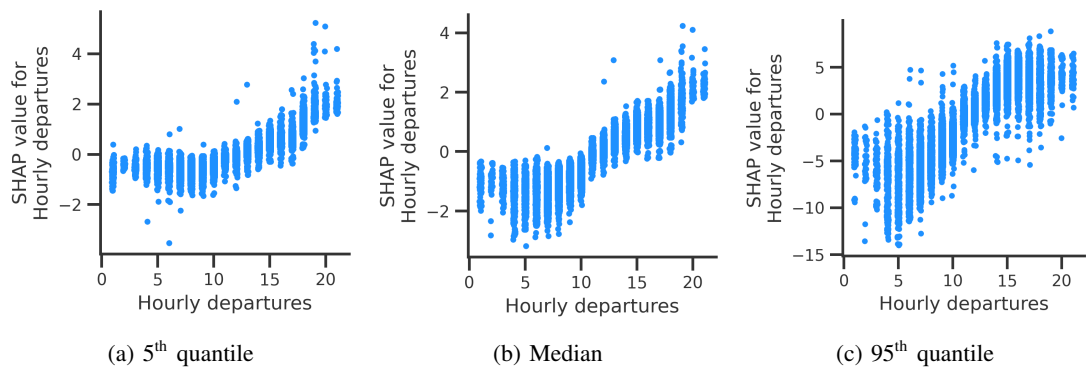 SHAP value for
Hourly departures
4
2
0
−2
0
5
10
15
20
Hourly departures
(a) 5th quantile
SHAP value for
Hourly departures
4
2
0
−2
0
5
10
15
20
Hourly departures
(b) Median
SHAP value for
Hourly departures
5
0
−5
−10
−15
0
5
10
15
20
Hourly departures
(c) 95th quantile